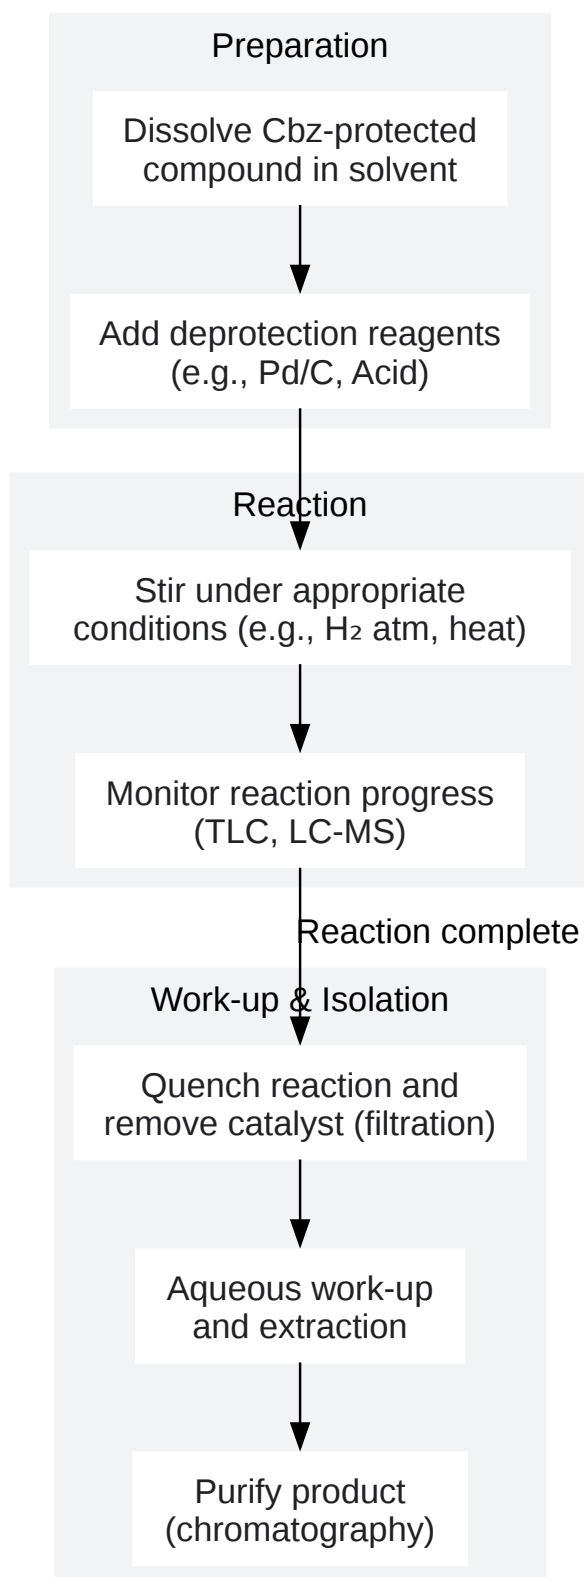 Preparation
Dissolve Cbz-protected
compound in solvent
Add deprotection reagents
(e.g., Pd/C, Acid)
Reaction
Stir under appropriate
conditions (e.g., H₂ atm, heat)
Monitor reaction progress
(TLC, LC-MS)
Reaction complete
Work-up & Isolation
Quench reaction and
remove catalyst (filtration)
Aqueous work-up
and extraction
Purify product
(chromatography)